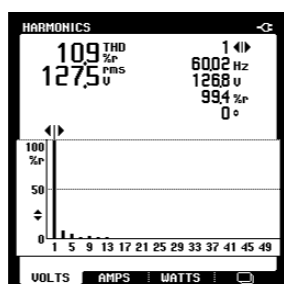 HARMONICS
10,9 THD %r
127,5 rms V
1
60,02 Hz
126,8 V
99,4 %r
0 °
100
%r
50
0
1 5 9 13 17 21 25 29 33 37 41 45 49
VOLTS AMPS WATTS